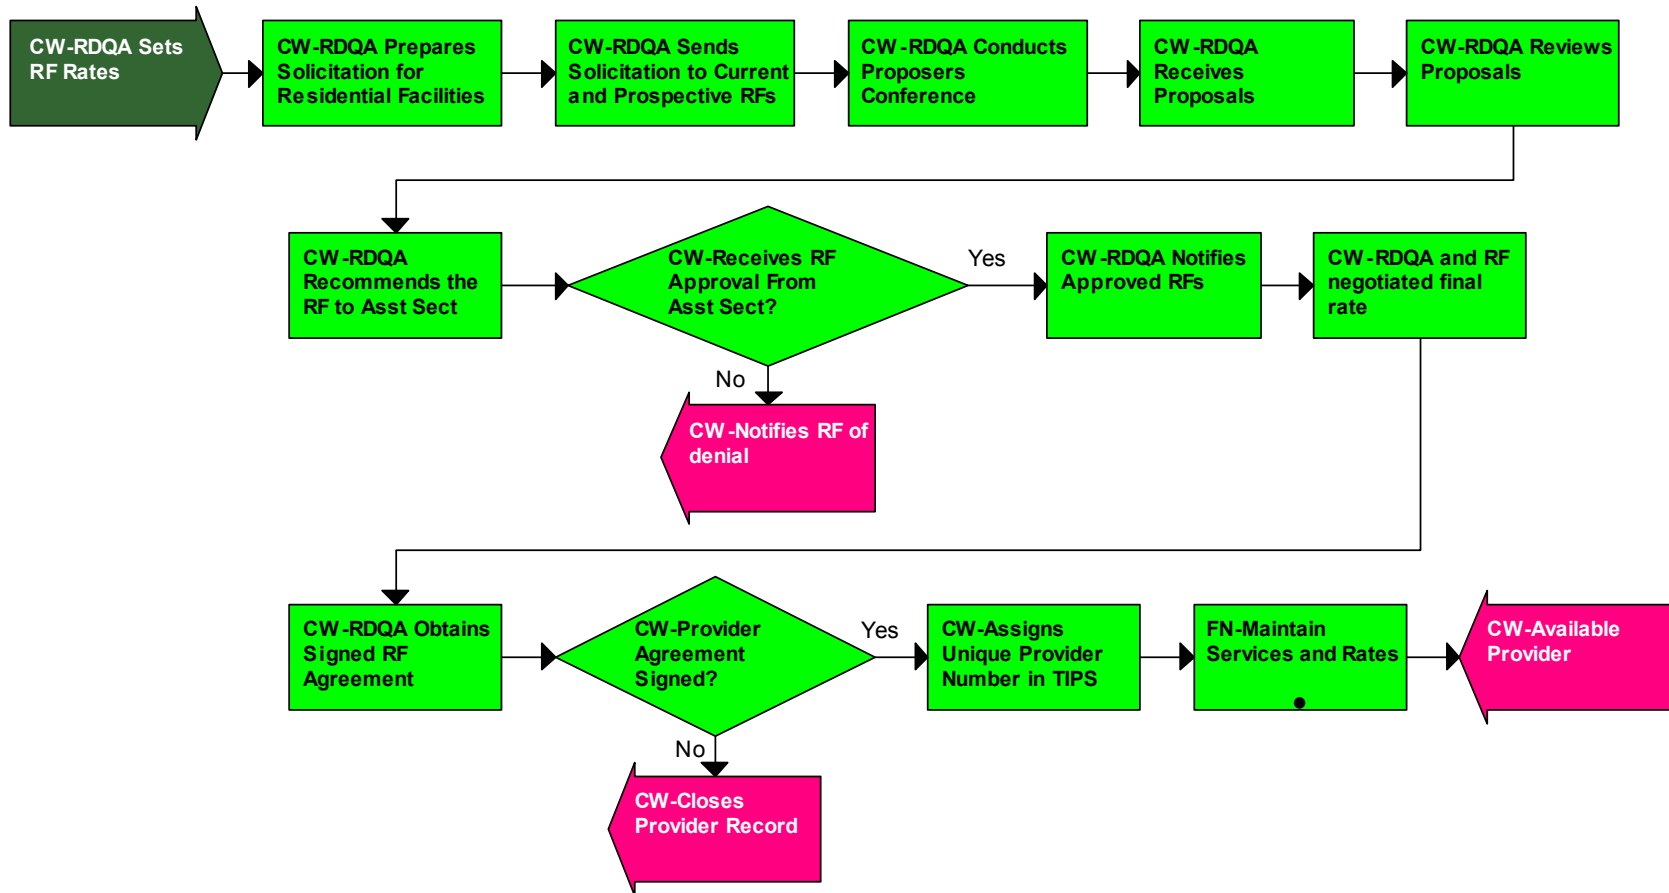 CW-RDQA Sets
RF Rates
CW-RDQA Prepares
Solicitation for
Residential Facilities
CW-RDQA Sends
Solicitation to Current
and Prospective RFs
CW-RDQA Conducts
Proposers
Conference
CW-RDQA
Receives
Proposals
CW-RDQA Reviews
Proposals
CW-RDQA
Recommends the
RF to Asst Sect
CW-Receives RF
Approval From
Asst Sect?
Yes
CW-RDQA Notifies
Approved RFs
CW-RDQA and RF
negotiated final
rate
No
CW-Notifies RF of
denial
CW-RDQA Obtains
Signed RF
Agreement
CW-Provider
Agreement
Signed?
Yes
CW-Assigns
Unique Provider
Number in TIPS
FN-Maintain
Services and Rates
CW-Available
Provider
No
CW-Closes
Provider Record